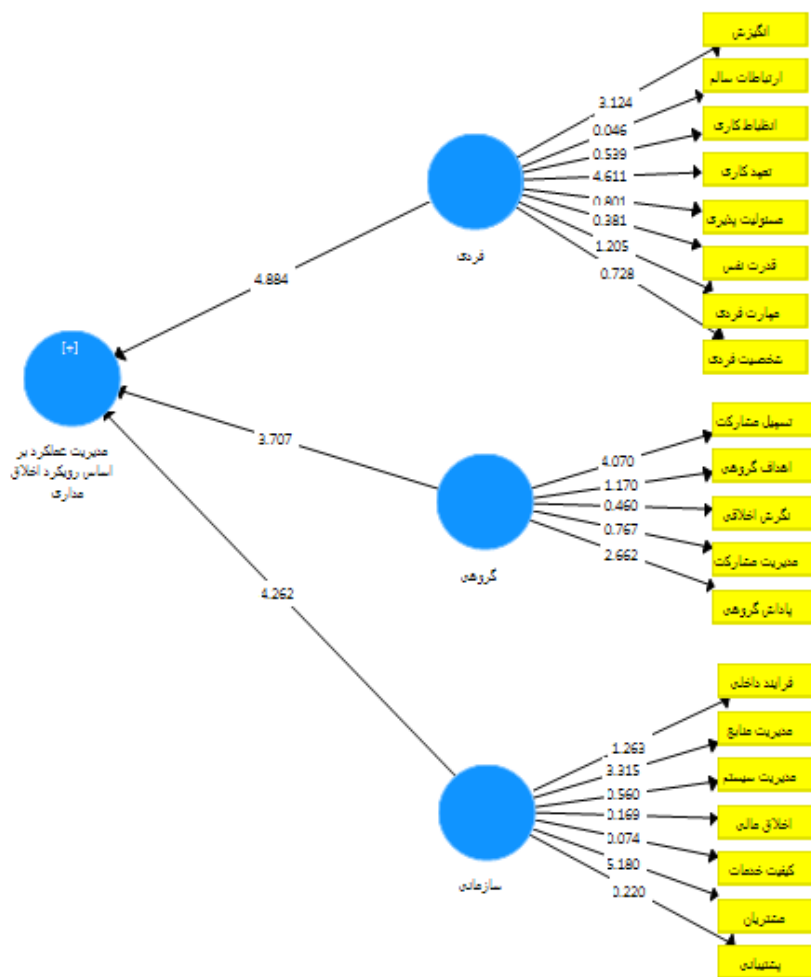 انگیزش
ارتباطات سالم
انظباط کاری
تعهد کاری
مسئولیت پذیری
قدرت نفس
مهارت فردی
شخصیت فردی
3.124
0.046
0.539
4.611
0.801
0.381
1.205
0.728
فردی
4.884
[+]
مدیریت عملکرد بر
اساس رویکرد اخلاق
مداری
3.707
تسهیل مشارکت
اهداف گروهی
نگرش اخلاقی
مدیریت مشارکت
پاداش گروهی
4.070
1.170
0.460
0.767
2.662
گروهی
4.262
فرایند داخلی
مدیریت منابع
مدیریت سیستم
اخلاق مالی
کیفیت خدمات
مشتریان
پشتیبانی
1.263
3.315
0.560
0.169
0.074
5.180
0.220
سازمانی